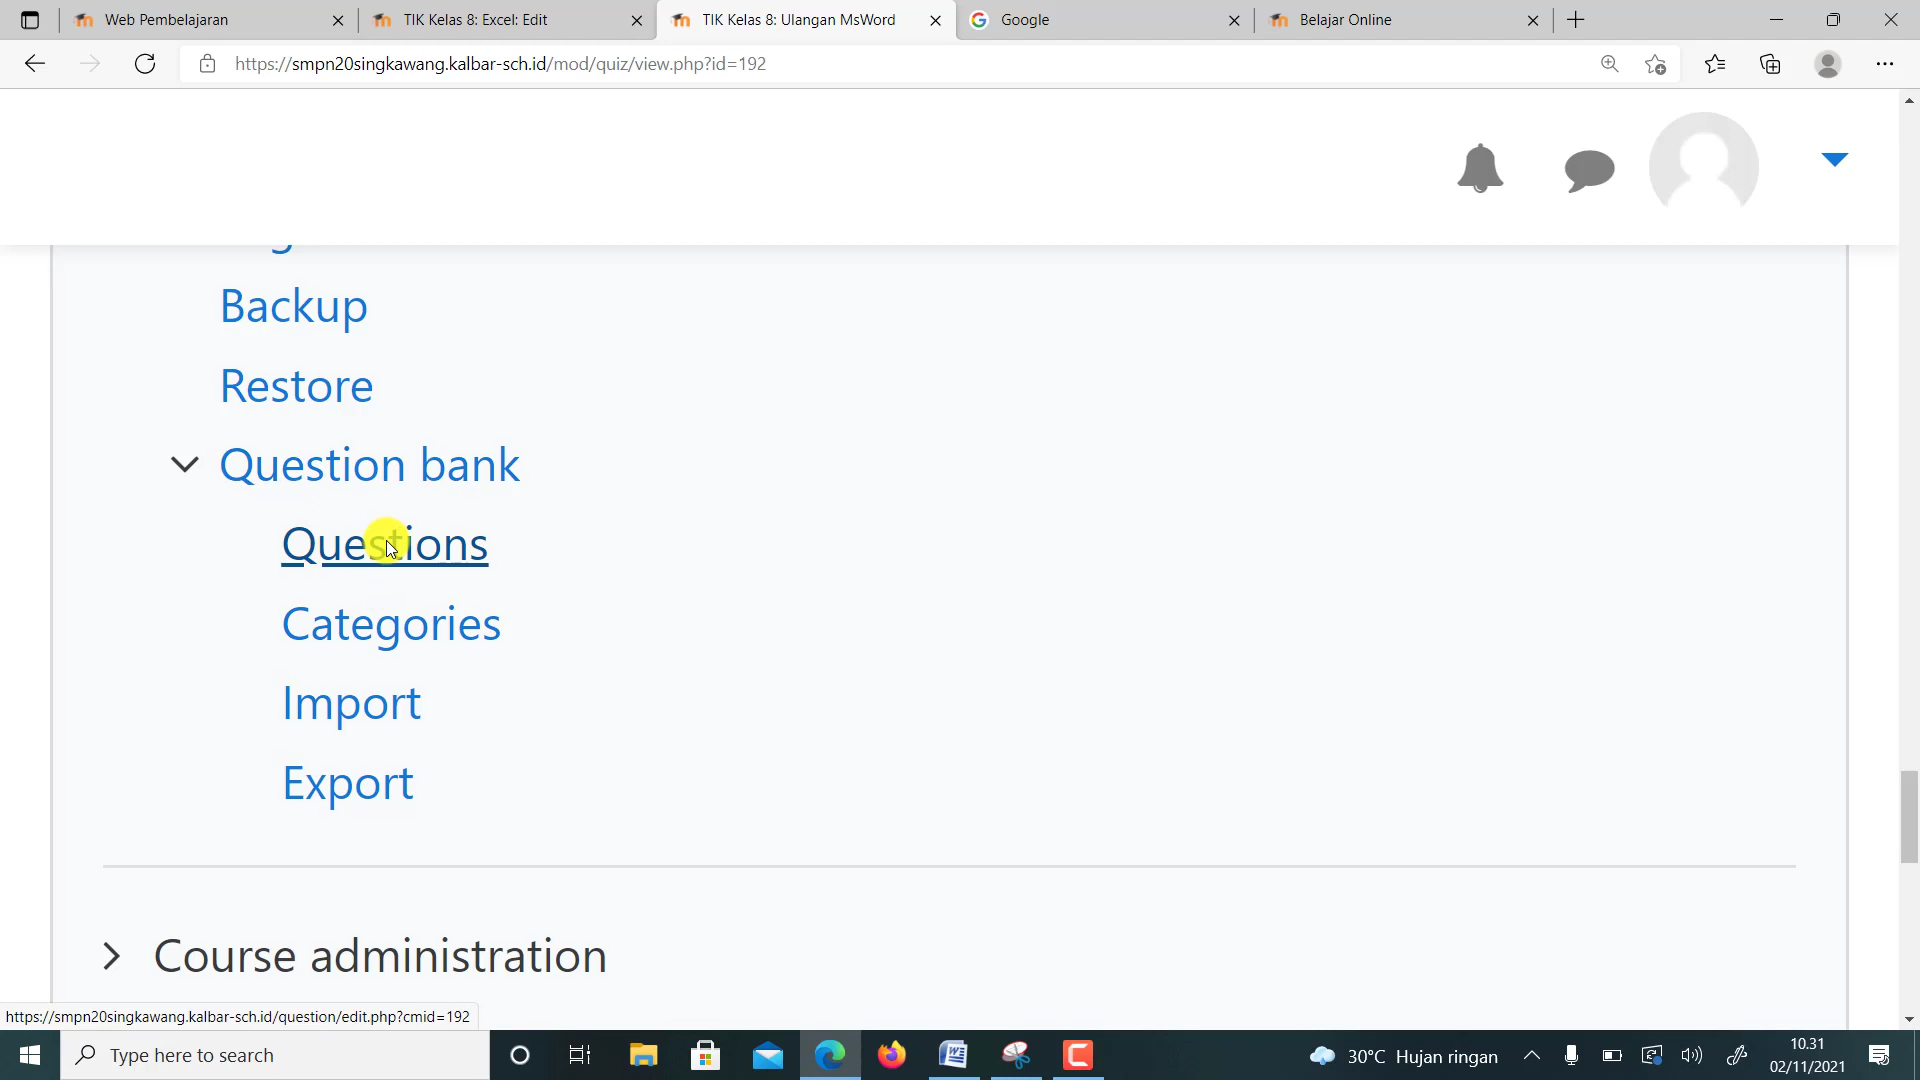 Web Pembelajaran
TIK Kelas 8: Excel: Edit
TIK Kelas 8: Ulangan MsWord
Google
Belajar Online
https://smpn20singkawang.kalbar-sch.id/mod/quiz/view.php?id=192
Backup
Restore
Question bank
Questions
Categories
Import
Export
Course administration
https://smpn20singkawang.kalbar-sch.id/question/edit.php?cmid=192
Type here to search
30°C Hujan ringan
10.31
02/11/2021